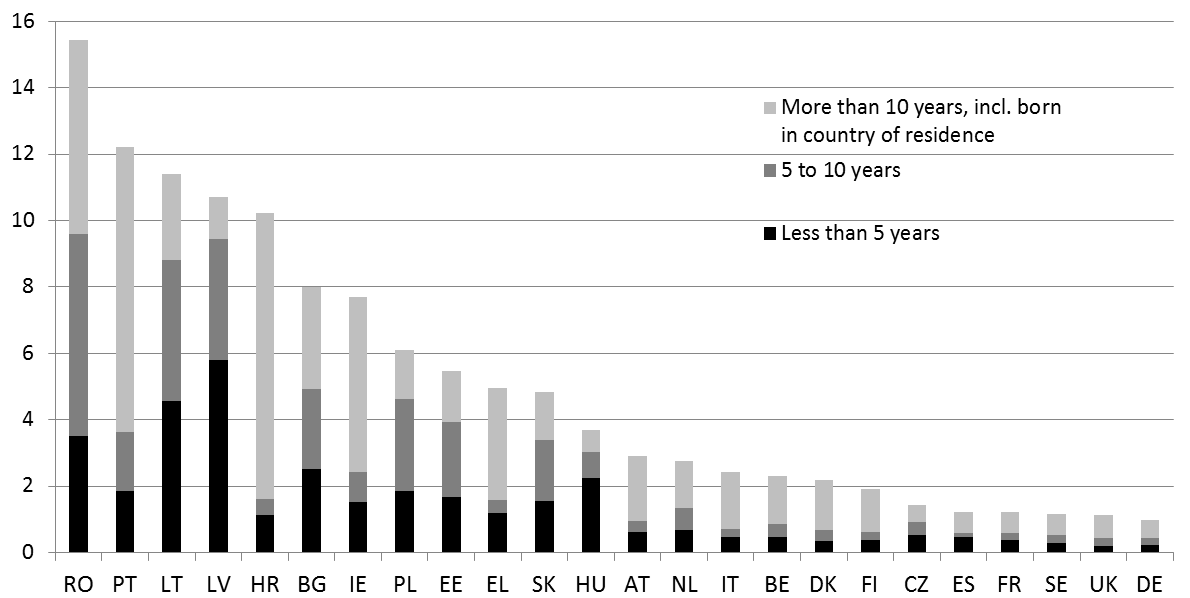 16
14
12
10
8
6
4
2
0
More than 10 years, incl. born
in country of residence
5 to 10 years
Less than 5 years
RO PT LT LV HR BG IE PL EE EL SK HU AT NL IT BE DK FI CZ ES FR SE UK DE